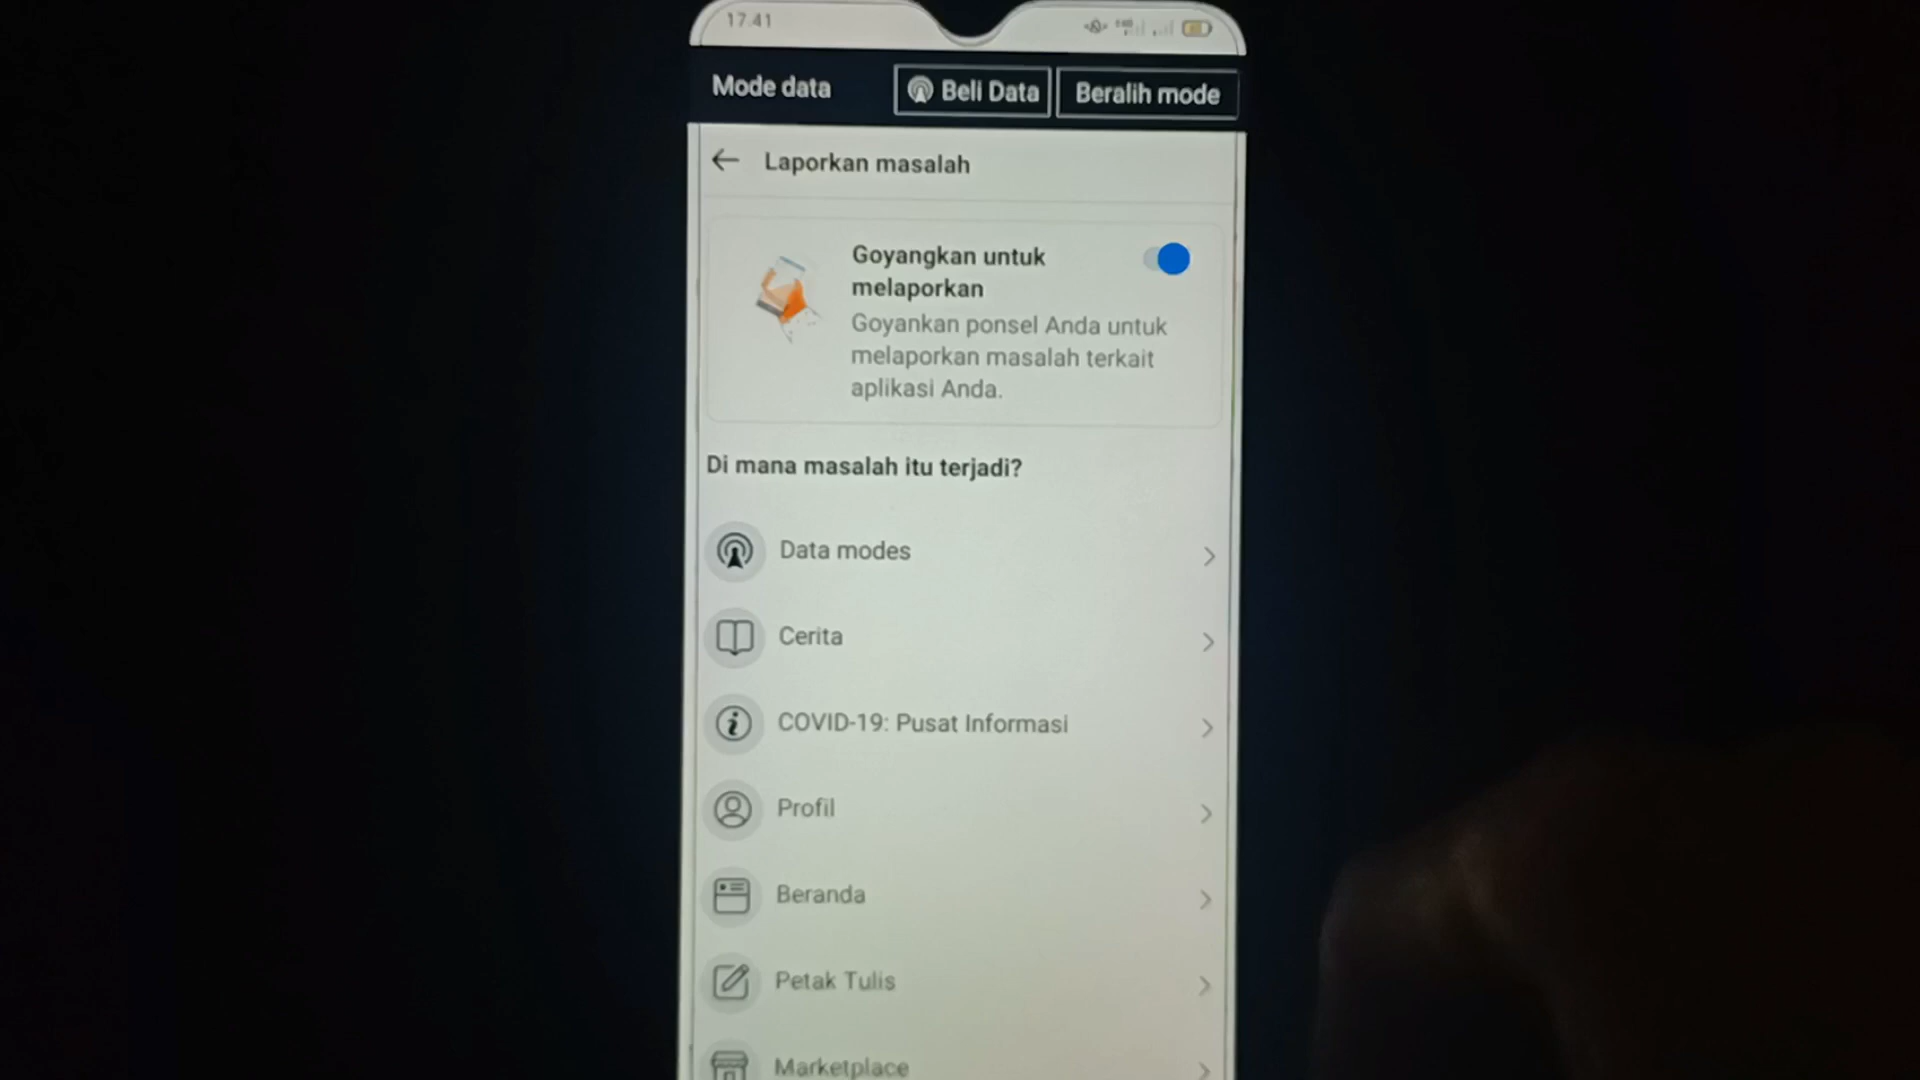 17.41
Mode data
Beli Data
Beralih mode
Laporkan masalah
Goyangkan untuk
melaporkan
Goyankan ponsel Anda untuk
melaporkan masalah terkait
aplikasi Anda.
Di mana masalah itu terjadi?
Data modes
Cerita
COVID-19: Pusat Informasi
Profil
Beranda
Petak Tulis
Marketplace